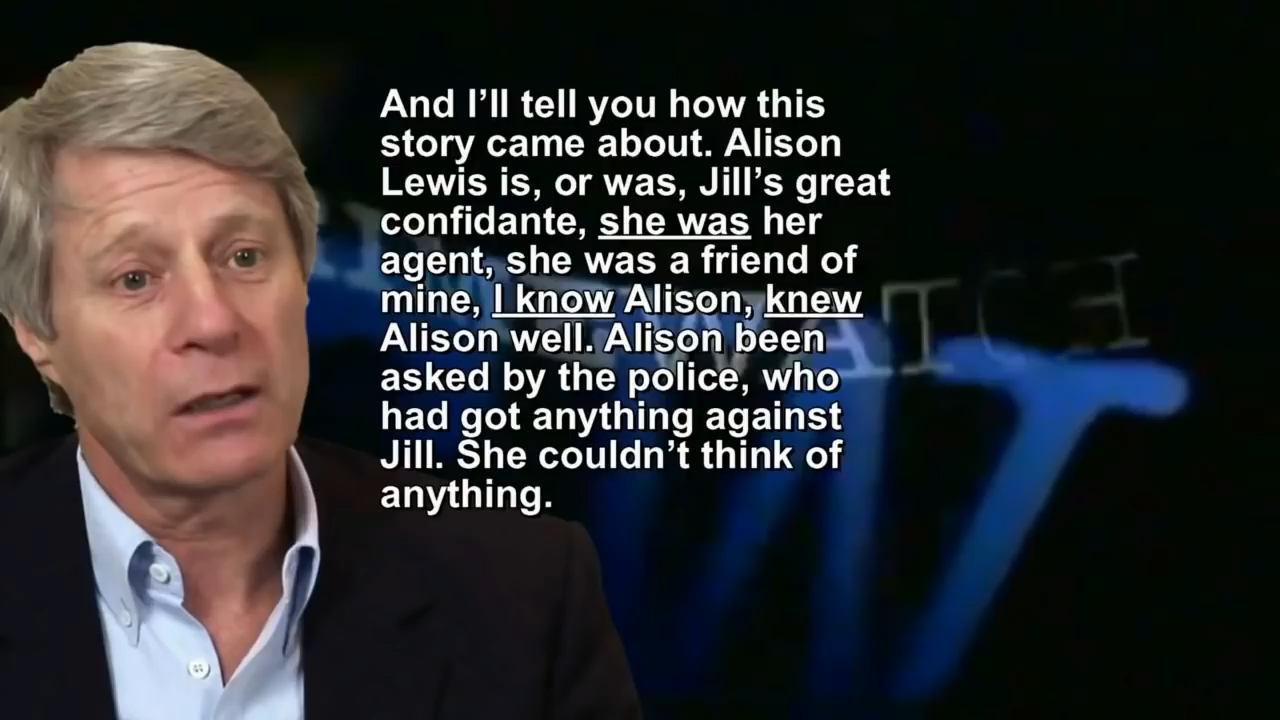 And I’ll tell you how this
story came about. Alison
Lewis is, or was, Jill’s great
confidante, she was her
agent, she was a friend of
mine, I know Alison, knew
Alison well. Alison been
asked by the police, who
had got anything against
Jill. She couldn’t think of
anything.